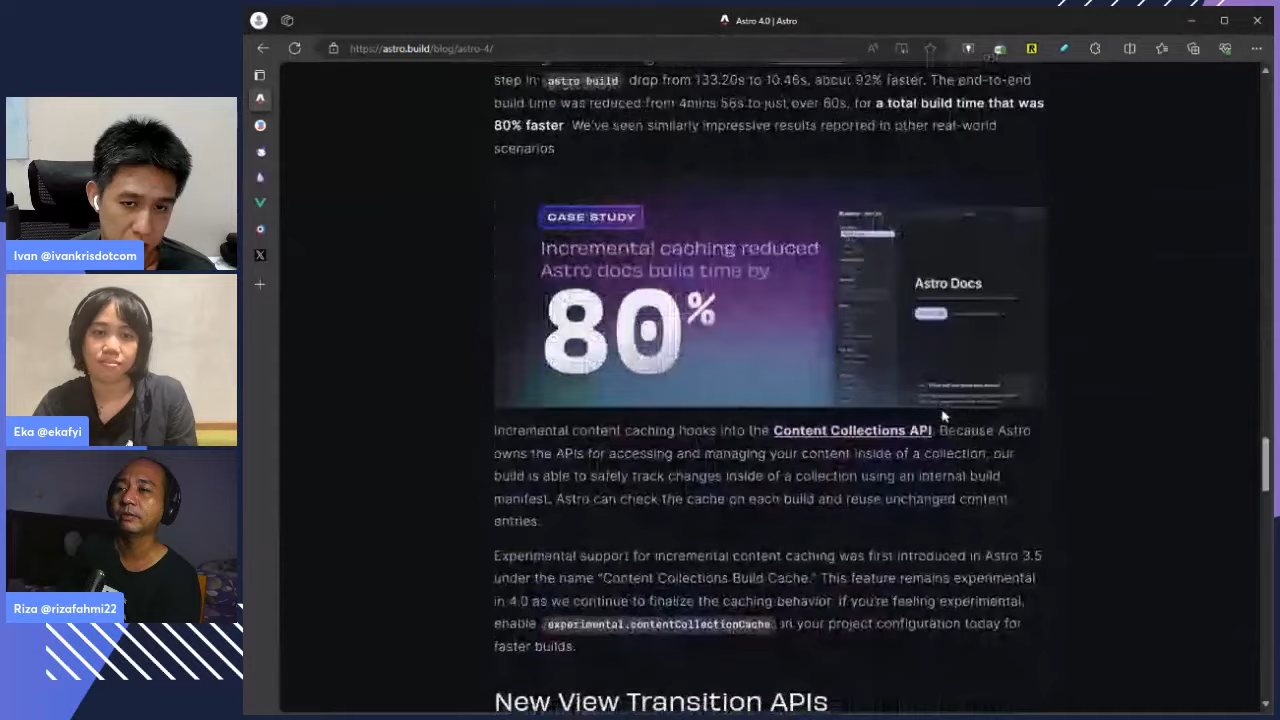 Astro 4.0 | Astro
https://astro.build/blog/astro-4/
step in astro build drop from 133.20s to 10.46s, about 92% faster. The end-to-end
build time was reduced from 4mins 58s to just over 60s, for a total build time that was
80% faster. We've seen similarly impressive results reported in other real-world
scenarios
CASE STUDY
Incremental caching reduced
Astro docs build time by
80%
Astro Docs
Incremental content caching hooks into the Content Collections API. Because Astro
owns the APIs for accessing and managing your content inside of a collection, our
build is able to safely track changes inside of a collection using an internal build
manifest. Astro can check the cache on each build and reuse unchanged content
entries.
Experimental support for incremental content caching was first introduced in Astro 3.5
under the name "Content Collections Build Cache." This feature remains experimental
in 4.0 as we continue to finalize the caching behavior. If you're feeling experimental,
enable experimental.contentCollectionCache in your project configuration today for
faster builds.
New View Transition APIs
Ivan @ivankrisdotcom
Eka @ekafyi
Riza @rizafahmi22